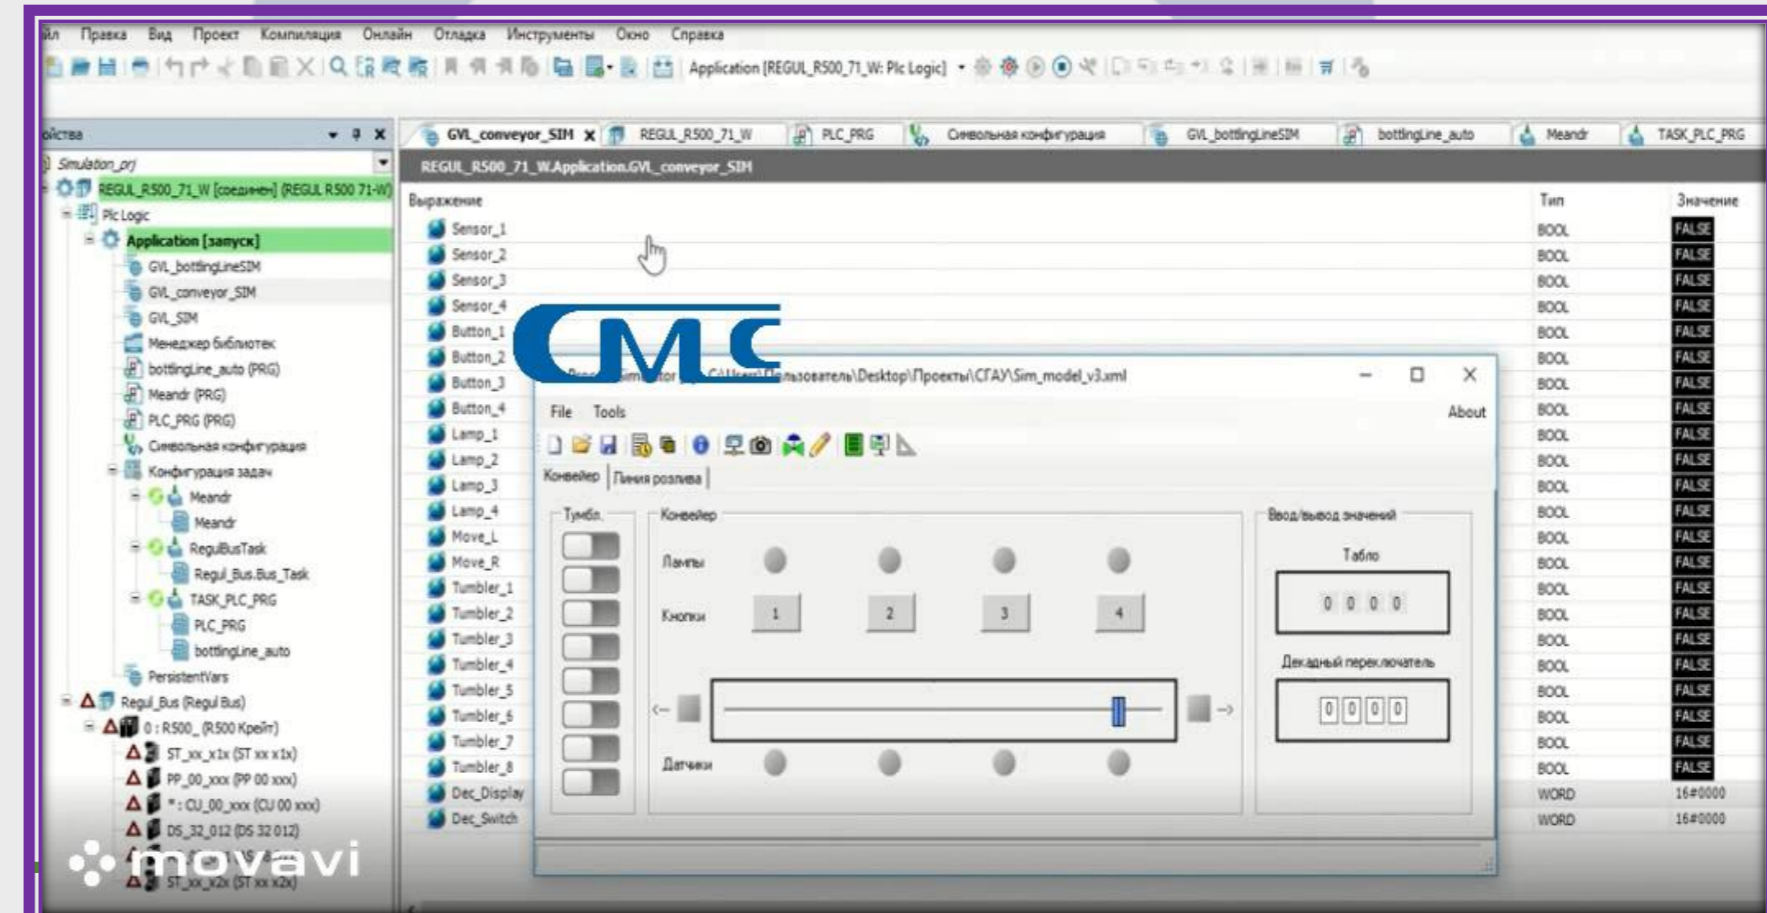 йл Правка Вид Проект Компиляция Онлайн Отладка Инструменты Окно Справка
Application [REGUL_R500_71_W: Plc Logic]
ойства
GVL_conveyor_SIM REGUL_R500_71_W PLC_PRG Символьная конфигурация GVL_bottlingLineSIM bottlingLine_auto Meandr TASK_PLC_PRG
Simulation_prj
REGUL_R500_71_W [соединен] (REGUL R500 71-W)
Plc Logic
Application [запуск]
GVL_bottlingLineSIM
GVL_conveyor_SIM
GVL_SIM
Менеджер библиотек
bottlingLine_auto (PRG)
Meandr (PRG)
PLC_PRG (PRG)
Символьная конфигурация
Конфигурация задач
Meandr
Meandr
RegulBusTask
Regul_Bus.Bus_Task
TASK_PLC_PRG
PLC_PRG
bottlingLine_auto
PersistentVars
Regul_Bus (Regul Bus)
0 : R500_ (R500 Крейт)
ST_xx_x1x (ST xx x1x)
PP_00_xxx (PP 00 xxx)
* : CU_00_xxx (CU 00 xxx)
DS_32_012 (DS 32 012)
ST_xx_x2x (ST xx x2x)
movavi
REGUL_R500_71_W.Application.GVL_conveyor_SIM
Выражение Тип Значение
Sensor_1 BOOL FALSE
Sensor_2 BOOL FALSE
Sensor_3 BOOL FALSE
Sensor_4 BOOL FALSE
Button_1 BOOL FALSE
Button_2 BOOL FALSE
Button_3 BOOL FALSE
Button_4 BOOL FALSE
Lamp_1 BOOL FALSE
Lamp_2 BOOL FALSE
Lamp_3 BOOL FALSE
Lamp_4 BOOL FALSE
Move_L BOOL FALSE
Move_R BOOL FALSE
Tumbler_1 BOOL FALSE
Tumbler_2 BOOL FALSE
Tumbler_3 BOOL FALSE
Tumbler_4 BOOL FALSE
Tumbler_5 BOOL FALSE
Tumbler_6 BOOL FALSE
Tumbler_7 BOOL FALSE
Tumbler_8 BOOL FALSE
Dec_Display WORD 16#0000
Dec_Switch WORD 16#0000
СМС
C:\Users\Пользователь\Desktop\Проекты\СГАУ\Sim_model_v3.xml
File Tools About
Конвейер Линия розлива
Тумбл. Конвейер Ввод/вывод значений
Лампы Табло
0 0 0 0
Кнопки 1 2 3 4
Декадный переключатель
<-- -->
0 0 0 0
Датчики